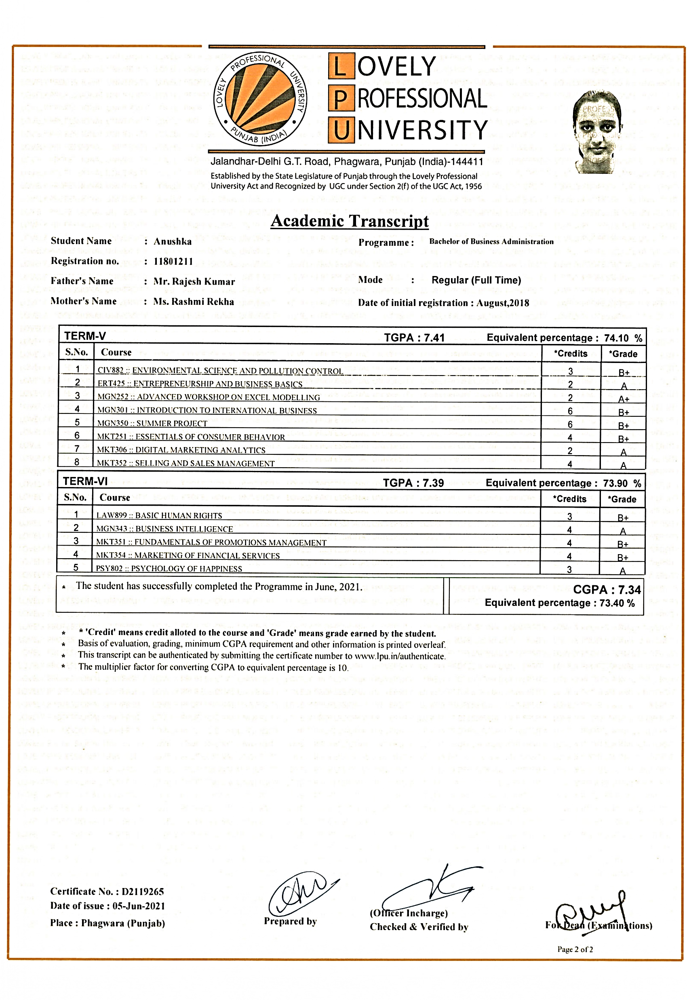 LOVELY PROFESSIONAL UNIVERSITY
PUNJAB (INDIA)
LOVELY
PROFESSIONAL
UNIVERSITY
Jalandhar-Delhi G.T. Road, Phagwara, Punjab (India)-144411
Established by the State Legislature of Punjab through the Lovely Professional
University Act and Recognized by UGC under Section 2(f) of the UGC Act, 1956
Academic Transcript
Student Name : Anushka Programme : Bachelor of Business Administration
Registration no. : 11801211
Father's Name : Mr. Rajesh Kumar Mode : Regular (Full Time)
Mother's Name : Ms. Rashmi Rekha Date of initial registration : August,2018
TERM-V TGPA : 7.41 Equivalent percentage : 74.10 %
S.No. Course *Credits *Grade
1 CIV882 :: ENVIRONMENTAL SCIENCE AND POLLUTION CONTROL 3 B+
2 ERT425 :: ENTREPRENEURSHIP AND BUSINESS BASICS 2 A
3 MGN252 :: ADVANCED WORKSHOP ON EXCEL MODELLING 2 A+
4 MGN301 :: INTRODUCTION TO INTERNATIONAL BUSINESS 6 B+
5 MGN350 :: SUMMER PROJECT 6 B+
6 MKT251 :: ESSENTIALS OF CONSUMER BEHAVIOR 4 B+
7 MKT306 :: DIGITAL MARKETING ANALYTICS 2 A
8 MKT352 :: SELLING AND SALES MANAGEMENT 4 A
TERM-VI TGPA : 7.39 Equivalent percentage : 73.90 %
S.No. Course *Credits *Grade
1 LAW899 :: BASIC HUMAN RIGHTS 3 B+
2 MGN343 :: BUSINESS INTELLIGENCE 4 A
3 MKT351 :: FUNDAMENTALS OF PROMOTIONS MANAGEMENT 4 B+
4 MKT354 :: MARKETING OF FINANCIAL SERVICES 4 B+
5 PSY802 :: PSYCHOLOGY OF HAPPINESS 3 A
* The student has successfully completed the Programme in June, 2021. CGPA : 7.34
Equivalent percentage : 73.40 %
* * 'Credit' means credit alloted to the course and 'Grade' means grade earned by the student.
* Basis of evaluation, grading, minimum CGPA requirement and other information is printed overleaf.
* This transcript can be authenticated by submitting the certificate number to www.lpu.in/authenticate.
* The multiplier factor for converting CGPA to equivalent percentage is 10.
Certificate No. : D2119265
Date of issue : 05-Jun-2021
Place : Phagwara (Punjab)
Prepared by
(Officer Incharge)
Checked & Verified by
For Dean (Examinations)
Page 2 of 2